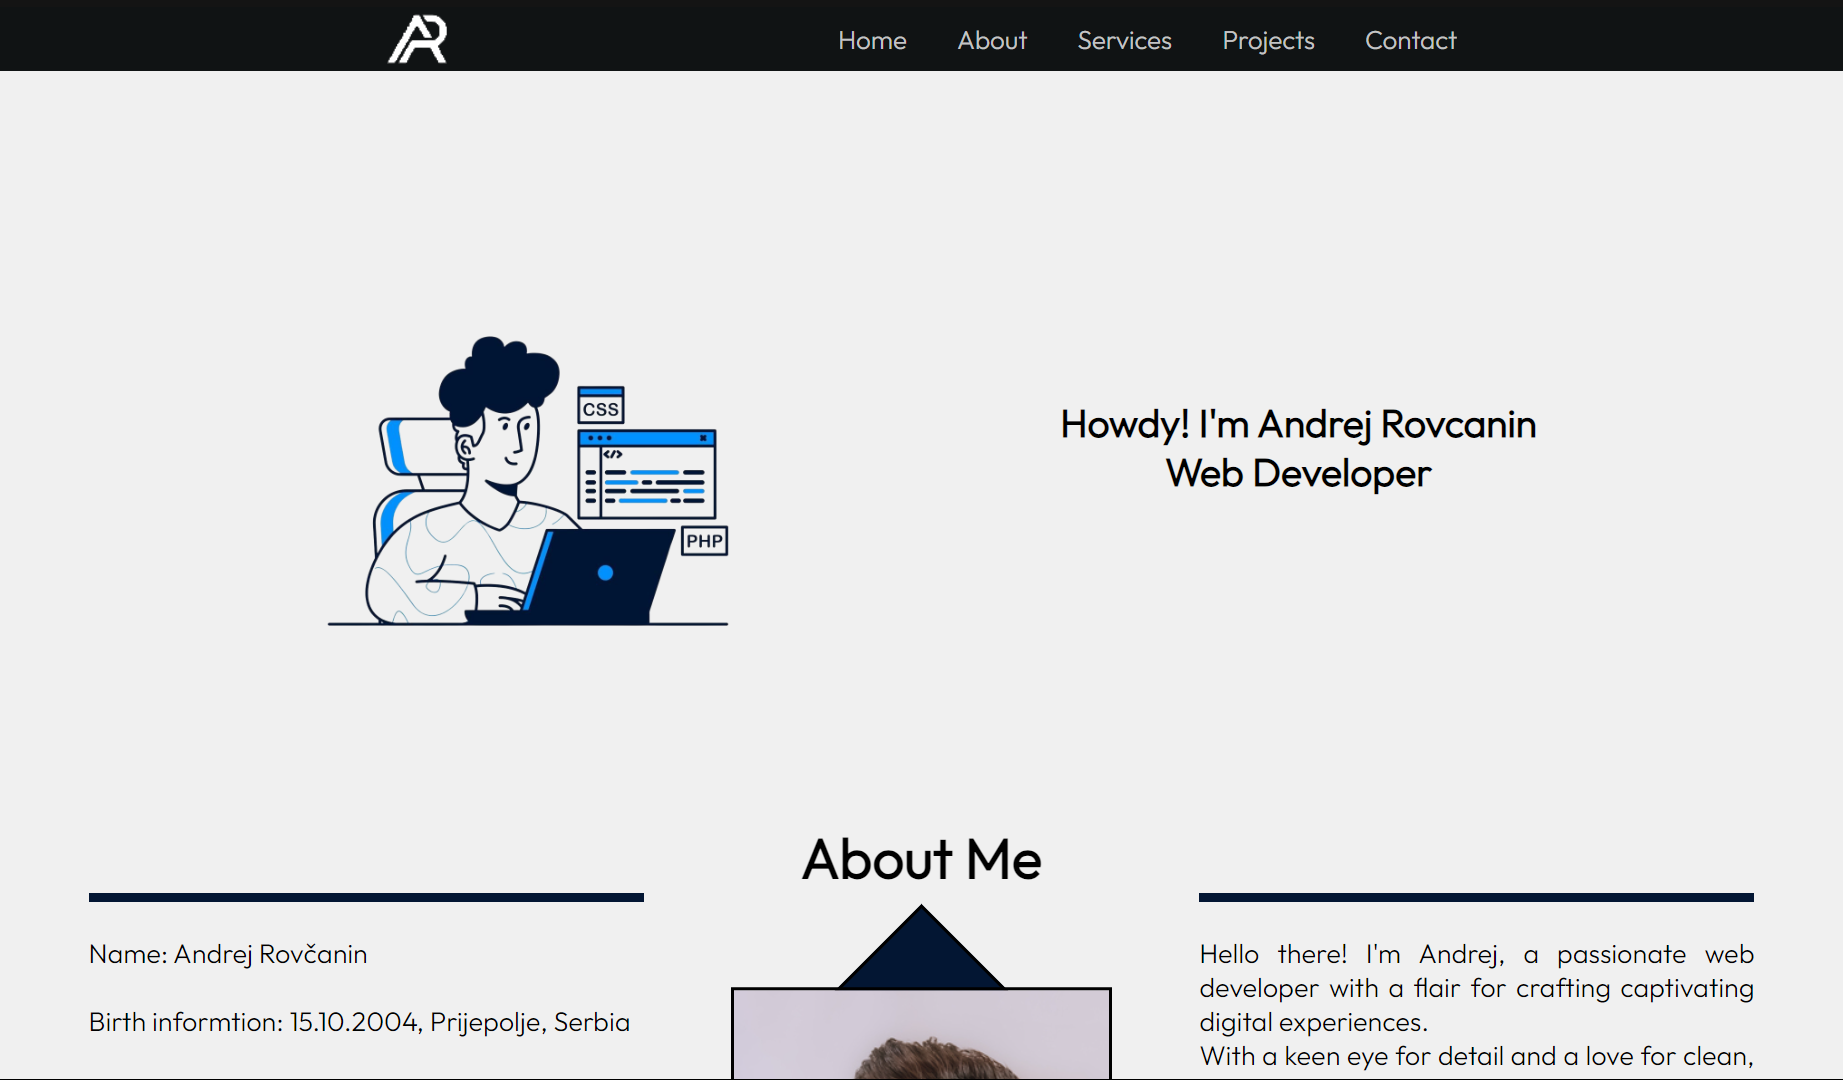 AR
Home About Services Projects Contact
CSS
</>
PHP
Howdy! I'm Andrej Rovcanin
Web Developer
About Me
Name: Andrej Rovčanin
Birth informtion: 15.10.2004, Prijepolje, Serbia
Hello there! I'm Andrej, a passionate web
developer with a flair for crafting captivating
digital experiences.
With a keen eye for detail and a love for clean,